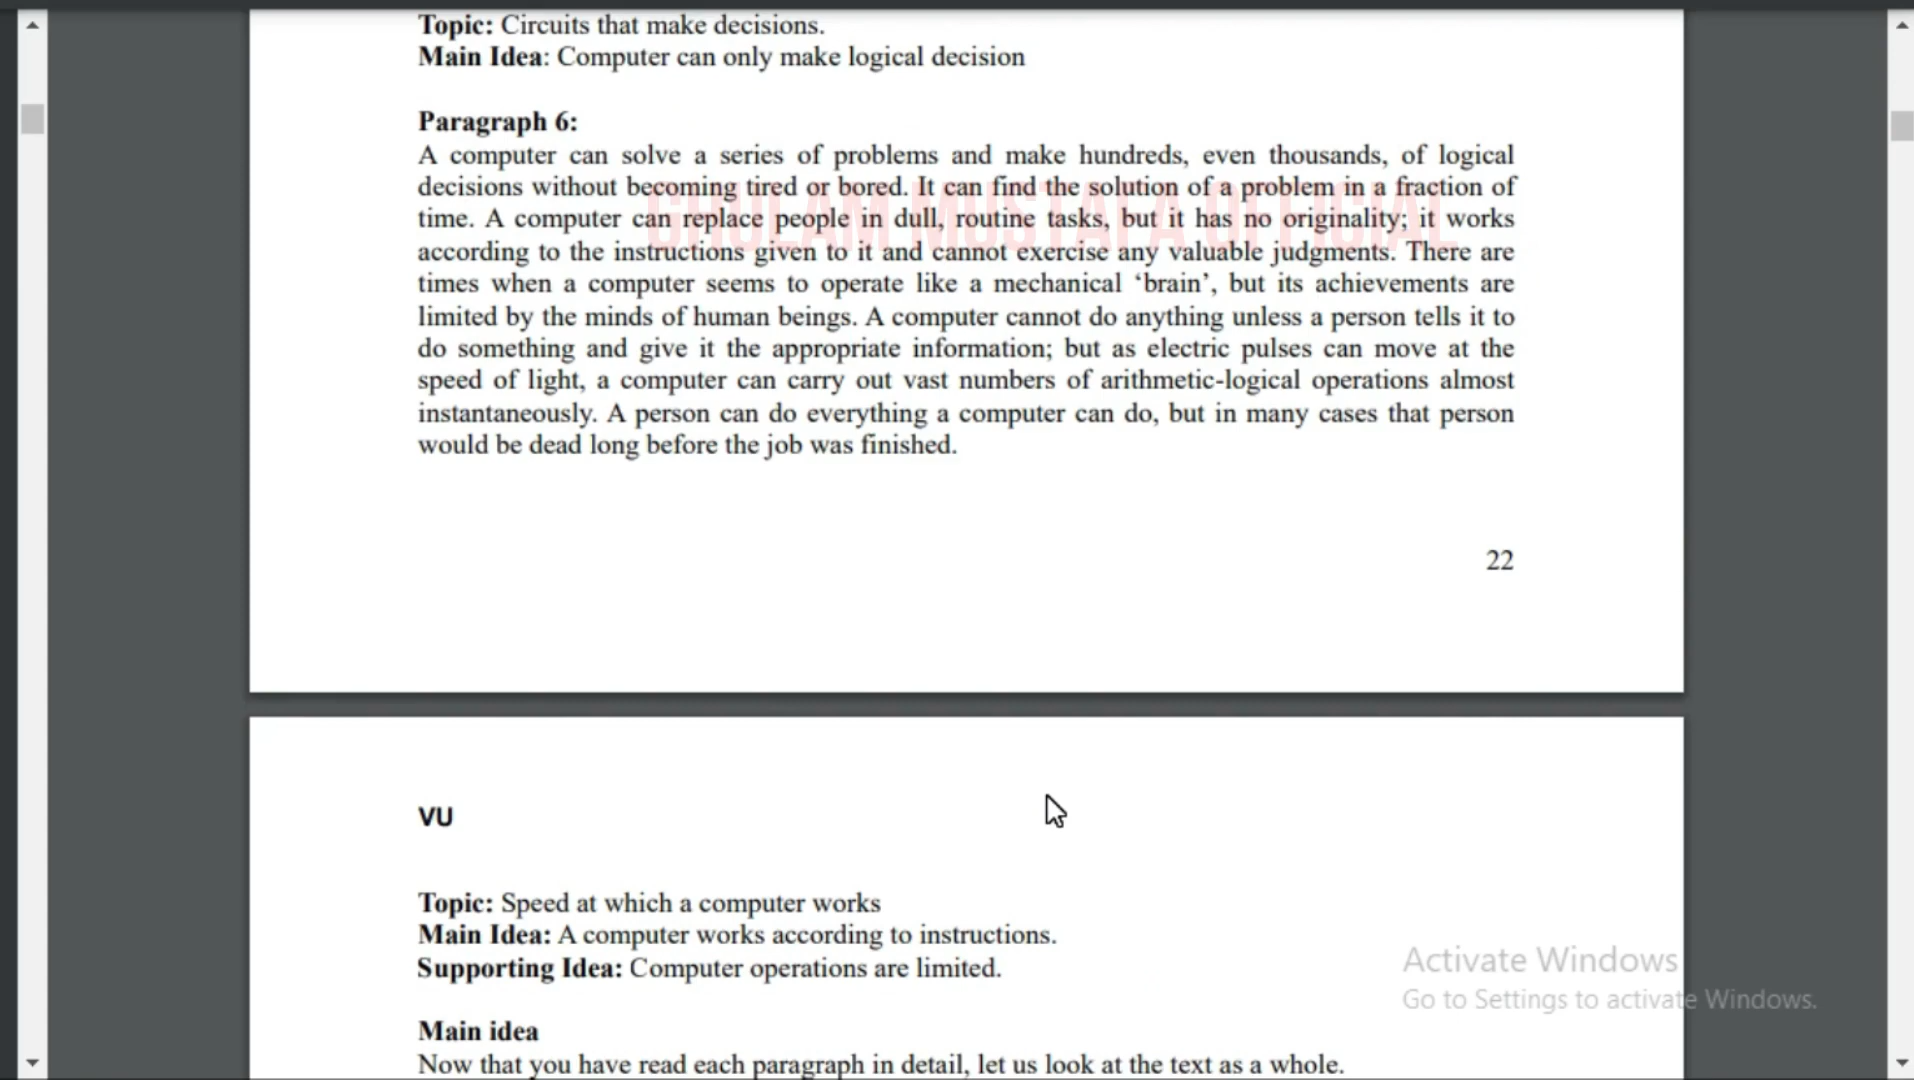 Topic: Circuits that make decisions.
Main Idea: Computer can only make logical decision
Paragraph 6:
A computer can solve a series of problems and make hundreds, even thousands, of logical
decisions without becoming tired or bored. It can find the solution of a problem in a fraction of
time. A computer can replace people in dull, routine tasks, but it has no originality; it works
according to the instructions given to it and cannot exercise any valuable judgments. There are
times when a computer seems to operate like a mechanical ‘brain’, but its achievements are
limited by the minds of human beings. A computer cannot do anything unless a person tells it to
do something and give it the appropriate information; but as electric pulses can move at the
speed of light, a computer can carry out vast numbers of arithmetic-logical operations almost
instantaneously. A person can do everything a computer can do, but in many cases that person
would be dead long before the job was finished.
GHULAM MUSTAFA OFFICIAL
22
VU
Topic: Speed at which a computer works
Main Idea: A computer works according to instructions.
Supporting Idea: Computer operations are limited.
Main idea
Now that you have read each paragraph in detail, let us look at the text as a whole.
Activate Windows
Go to Settings to activate Windows.